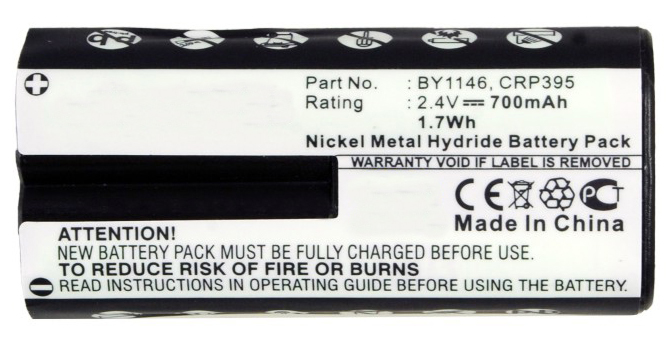 Part No. : BY1146, CRP395
Rating : 2.4V 700mAh
1.7Wh
Nickel Metal Hydride Battery Pack
WARRANTY VOID IF LABEL IS REMOVED
CE PCT
Made In China
ATTENTION!
NEW BATTERY PACK MUST BE FULLY CHARGED BEFORE USE.
TO REDUCE RISK OF FIRE OR BURNS
READ INSTRUCTIONS IN OPERATING GUIDE BEFORE USING THE BATTERY.